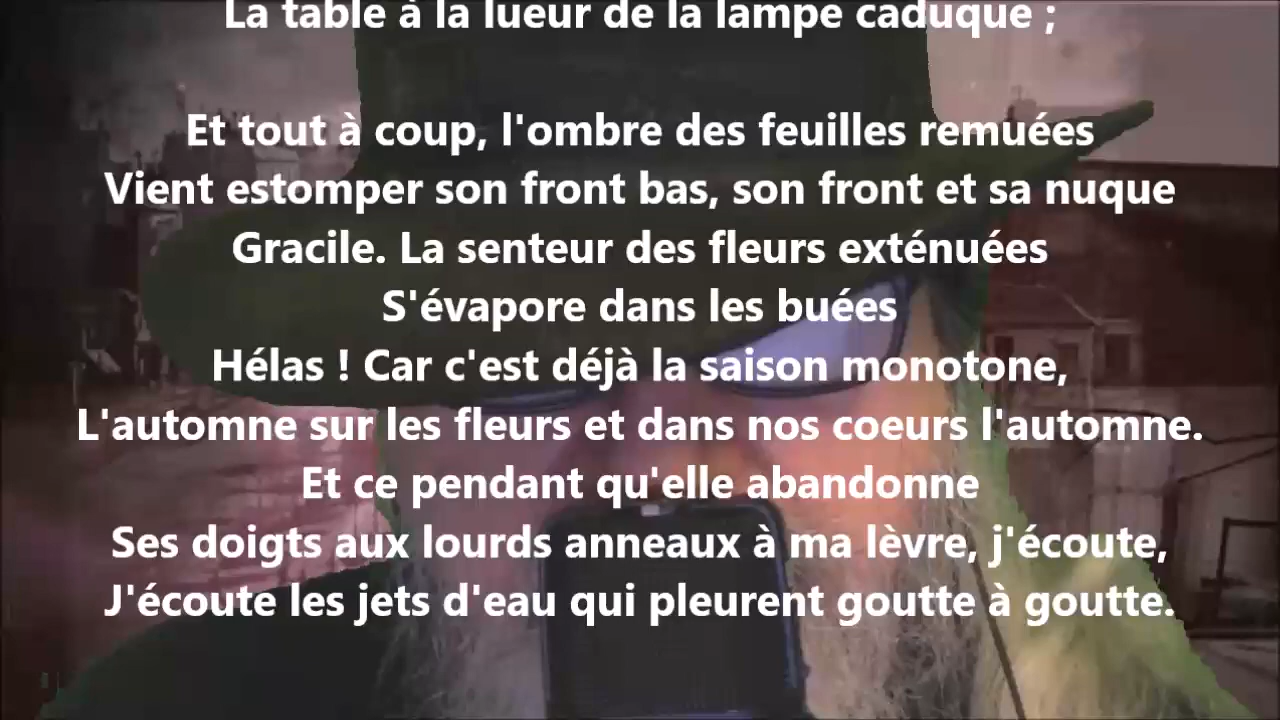 La table à la lueur de la lampe caduque ;
Et tout à coup, l'ombre des feuilles remuées
Vient estomper son front bas, son front et sa nuque
Gracile. La senteur des fleurs exténuées
S'évapore dans les buées
Hélas ! Car c'est déjà la saison monotone,
L'automne sur les fleurs et dans nos coeurs l'automne.
Et ce pendant qu'elle abandonne
Ses doigts aux lourds anneaux à ma lèvre, j'écoute,
J'écoute les jets d'eau qui pleurent goutte à goutte.